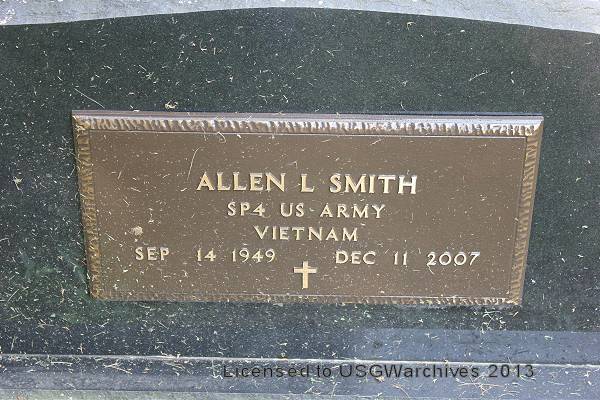 ALLEN L SMITH
SP4 US ARMY
VIETNAM
SEP 14 1949 DEC 11 2007
Licensed to USGWarchives 2013